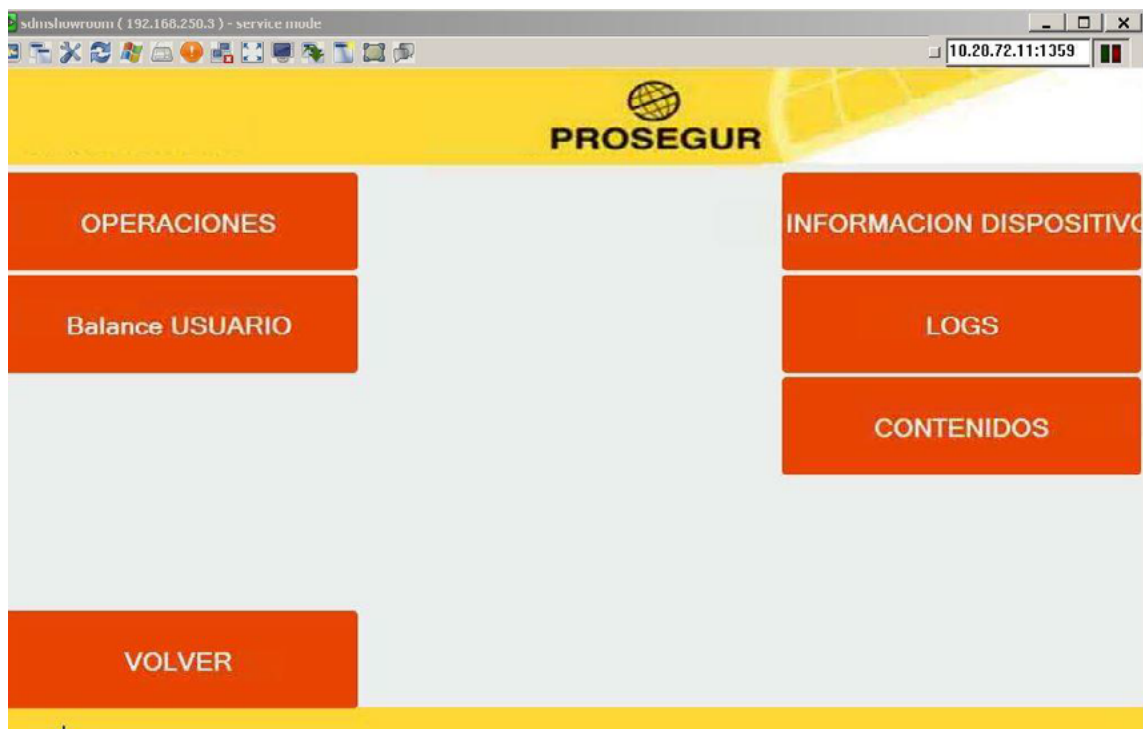 sdmshowroom ( 192.168.250.3 ) - service mode
10.20.72.11:1359
PROSEGUR
OPERACIONES
INFORMACION DISPOSITIVO
Balance USUARIO
LOGS
CONTENIDOS
VOLVER